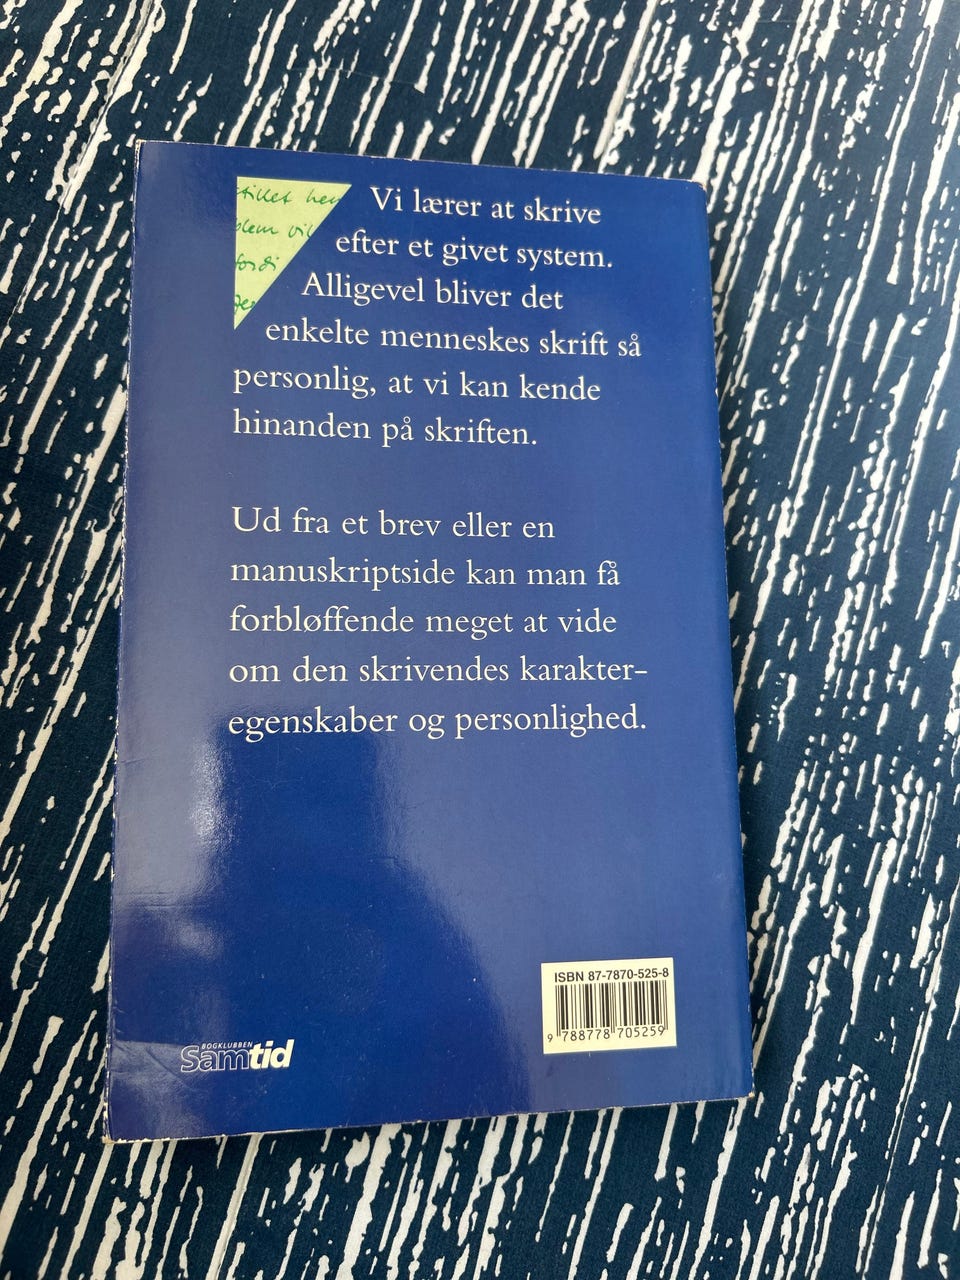 Vi lærer at skrive
efter et givet system.
Alligevel bliver det
enkelte menneskes skrift så
personlig, at vi kan kende
hinanden på skriften.
Ud fra et brev eller en
manuskriptside kan man få
forbløffende meget at vide
om den skrivendes karakter-
egenskaber og personlighed.
ISBN 87-7870-525-8
9 788778 705259
BOGKLUBBEN
samtid